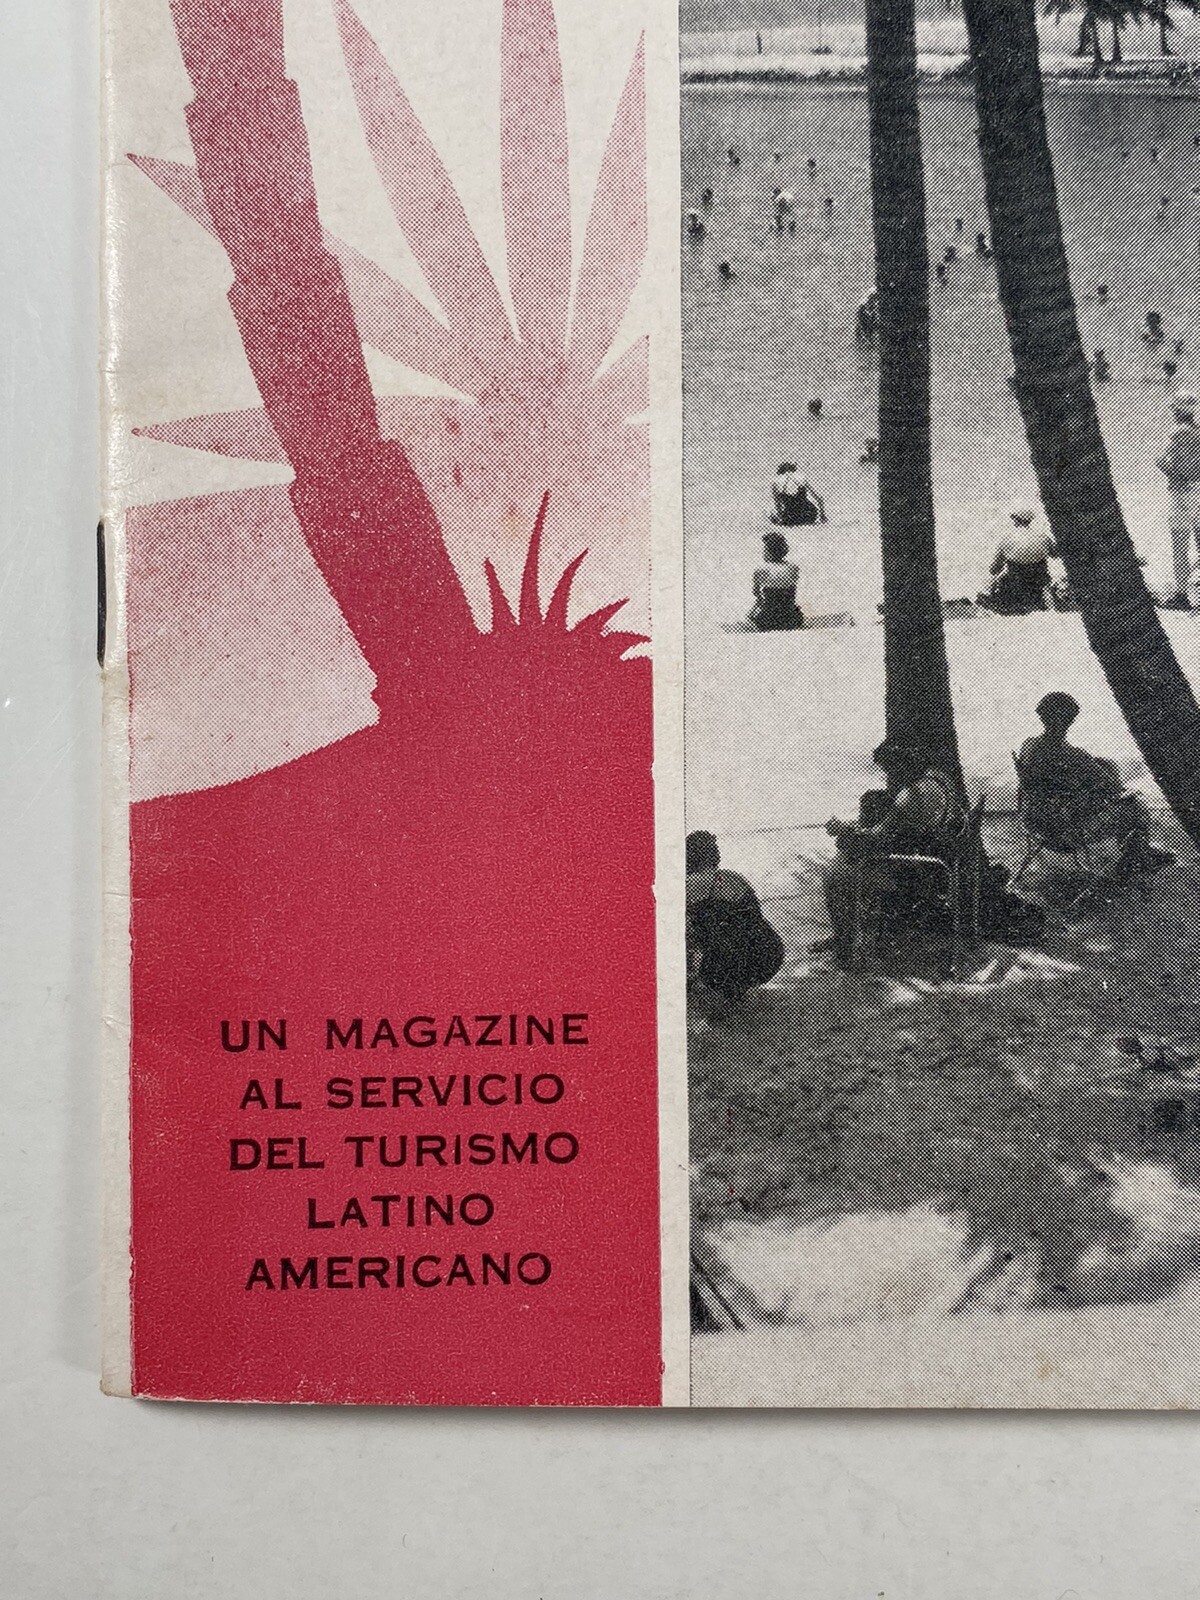 UN MAGAZINE
AL SERVICIO
DEL TURISMO
LATINO
AMERICANO